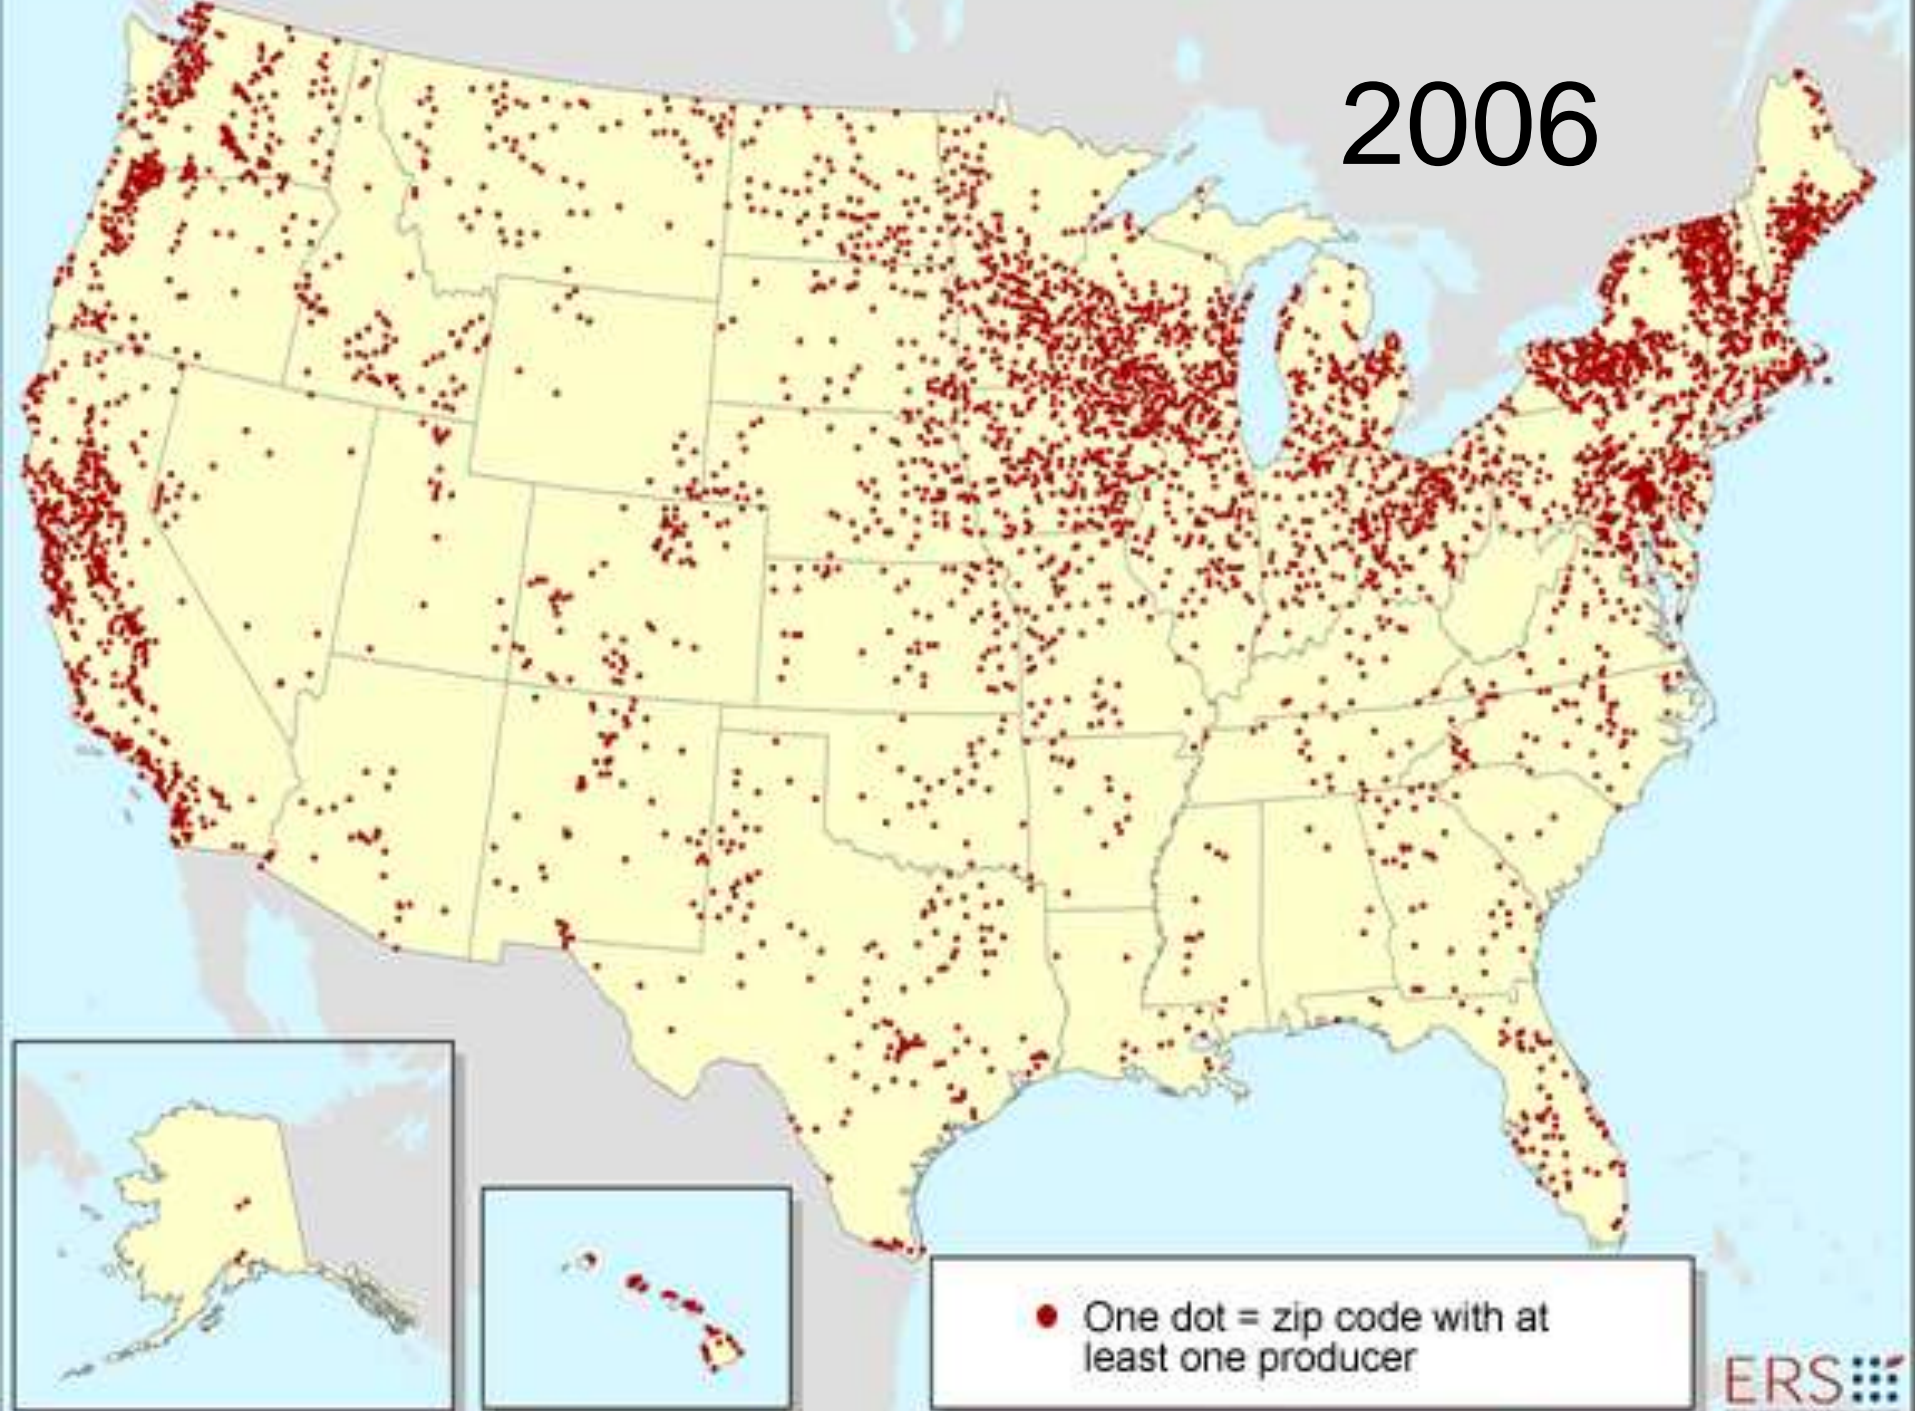 2006
One dot = zip code with at
least one producer
ERS